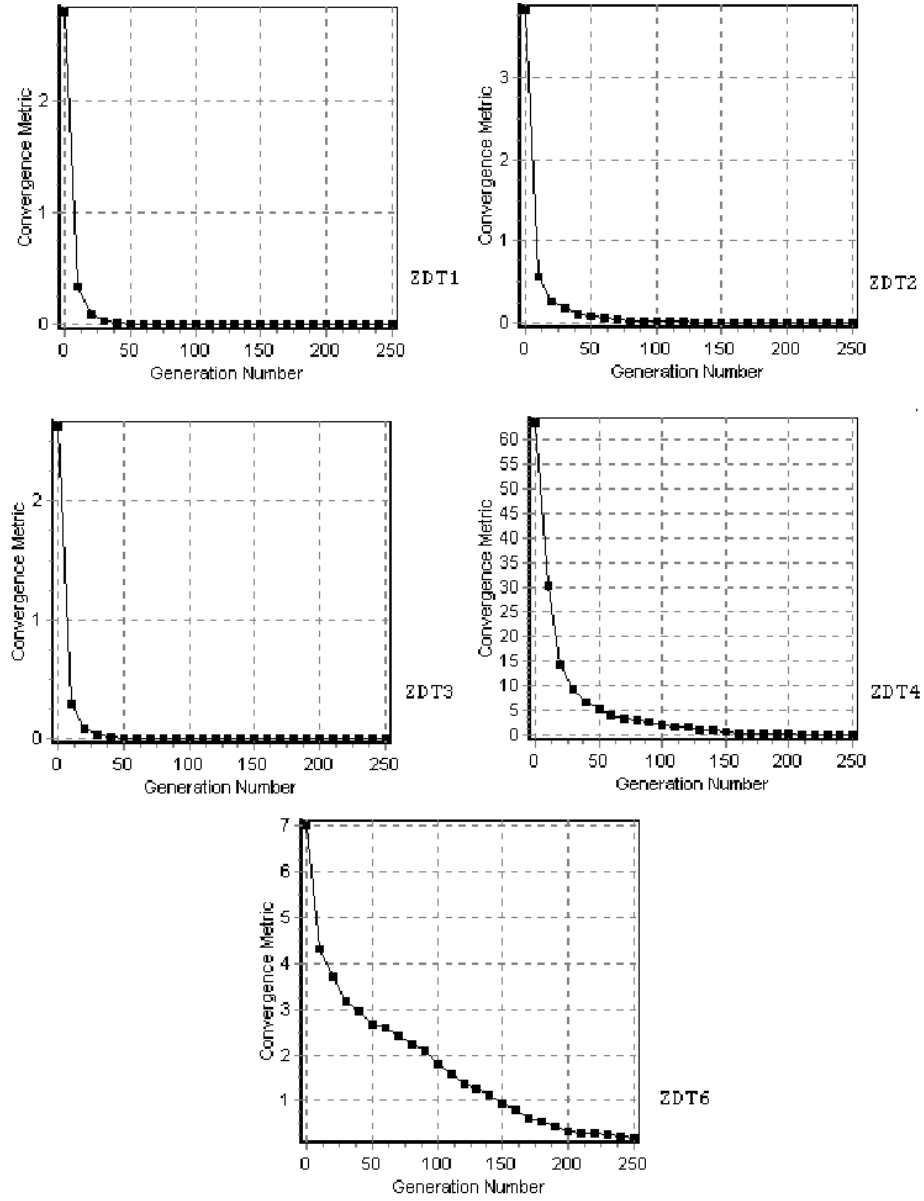 2
1
0
Convergence Metric
0 50 100 150 200 250
Generation Number
ZDT1
3
2
1
0
Convergence Metric
0 50 100 150 200 250
Generation Number
ZDT2
2
1
0
Convergence Metric
0 50 100 150 200 250
Generation Number
ZDT3
60
55
50
45
40
35
30
25
20
15
10
5
0
Convergence Metric
0 50 100 150 200 250
Generation Number
ZDT4
7
6
5
4
3
2
1
Convergence Metric
0 50 100 150 200 250
Generation Number
ZDT6